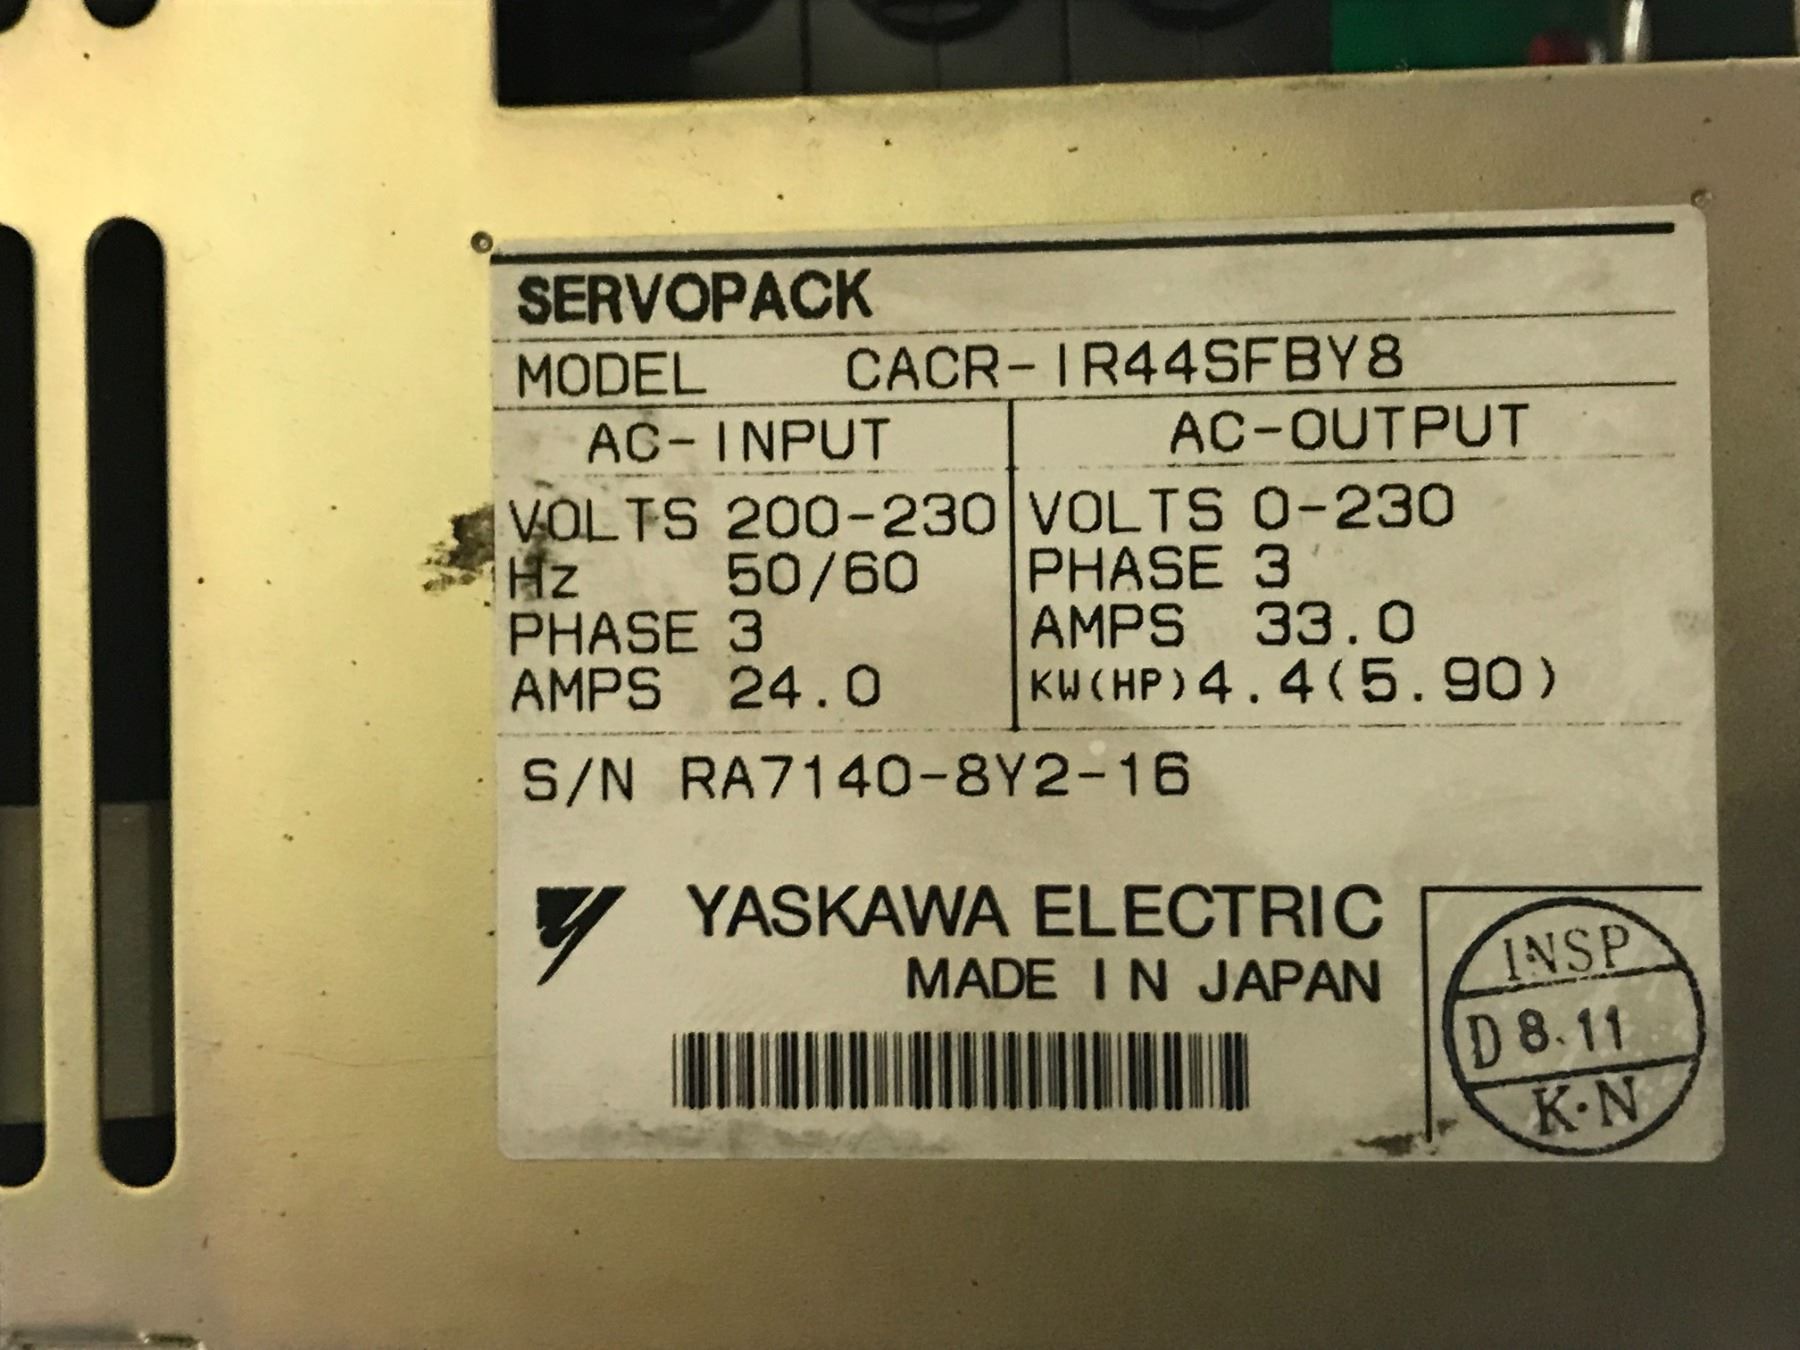 SERVOPACK
MODEL CACR-IR44SFBY8
AC-INPUT AC-OUTPUT
VOLTS 200-230 VOLTS 0-230
Hz 50/60 PHASE 3
PHASE 3 AMPS 33.0
AMPS 24.0 KW(HP)4.4(5.90)
S/N RA7140-8Y2-16
YASKAWA ELECTRIC
MADE IN JAPAN
INSP
D 8.11
K·N